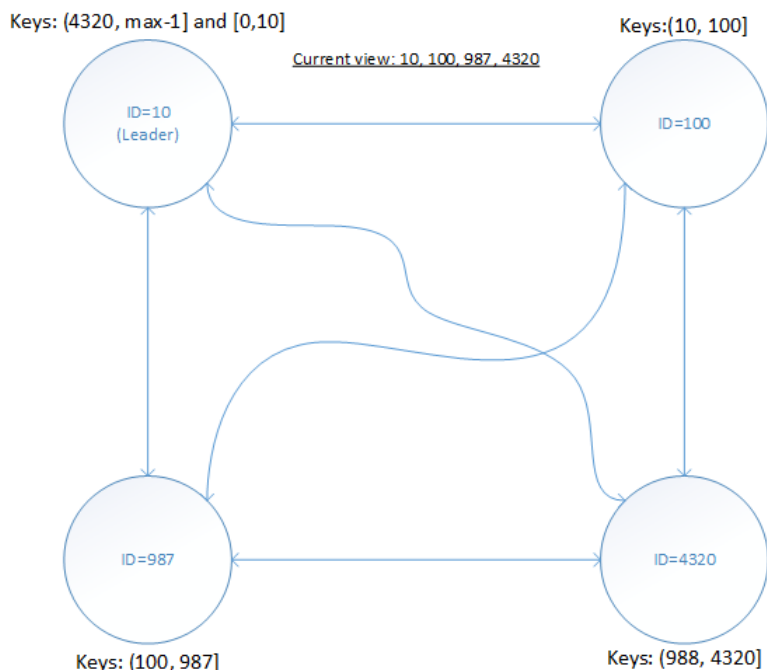 Keys: (4320, max-1] and [0,10]
Keys:(10, 100]
Current view: 10, 100, 987, 4320
ID=10
(Leader)
ID=100
ID=987
ID=4320
Keys: (100, 987]
Keys: (988, 4320]